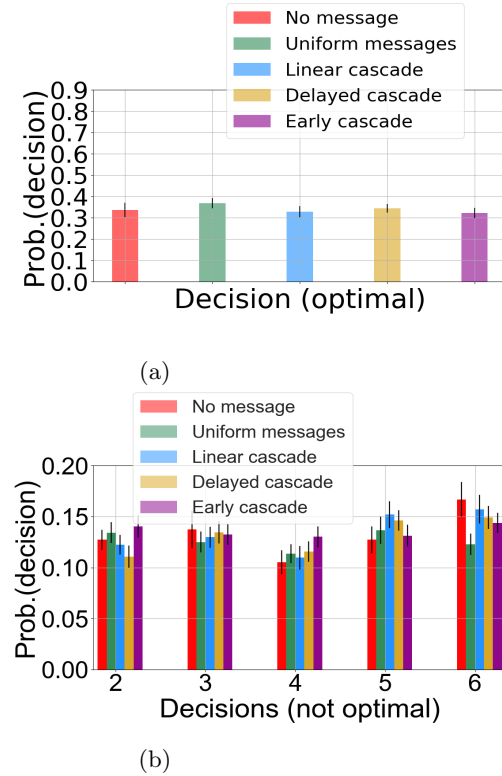 No message
Uniform messages
Linear cascade
Delayed cascade
Early cascade
Prob.(decision)
0.9
0.8
0.7
0.6
0.5
0.4
0.3
0.2
0.1
0.0
Decision (optimal)
(a)
No message
Uniform messages
Linear cascade
Delayed cascade
Early cascade
Prob.(decision)
0.20
0.15
0.10
0.05
0.00
2 3 4 5 6
Decisions (not optimal)
(b)